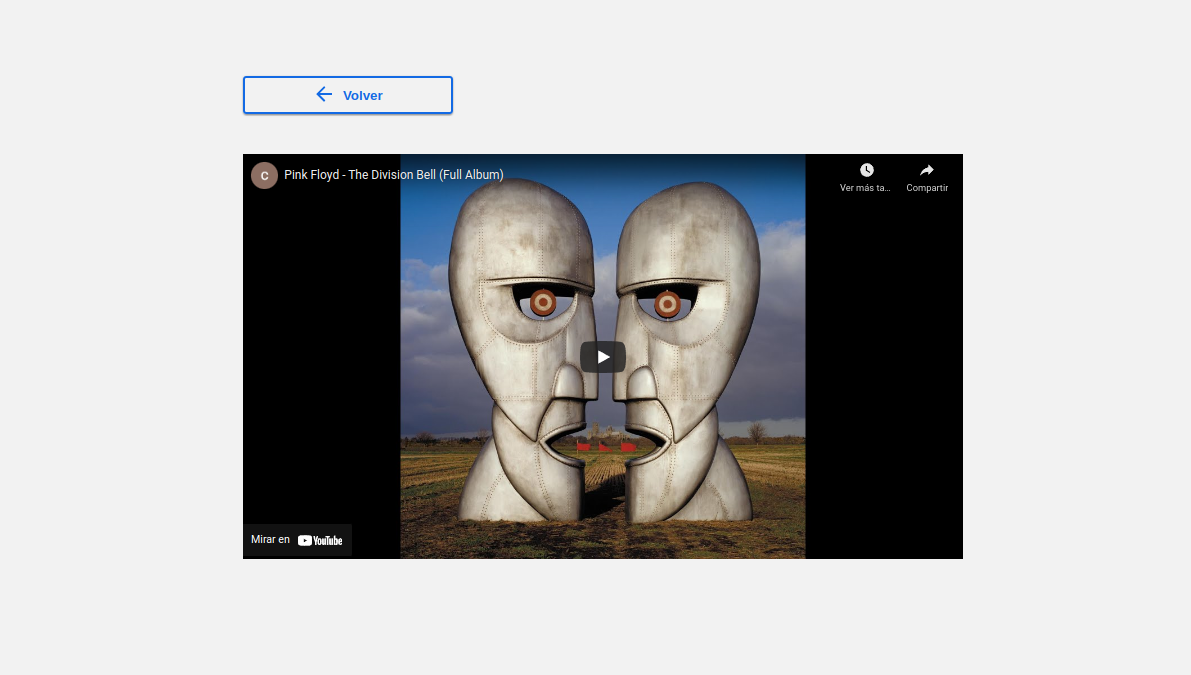 Volver
C
Pink Floyd - The Division Bell (Full Album)
Ver más ta...
Compartir
Mirar en YouTube